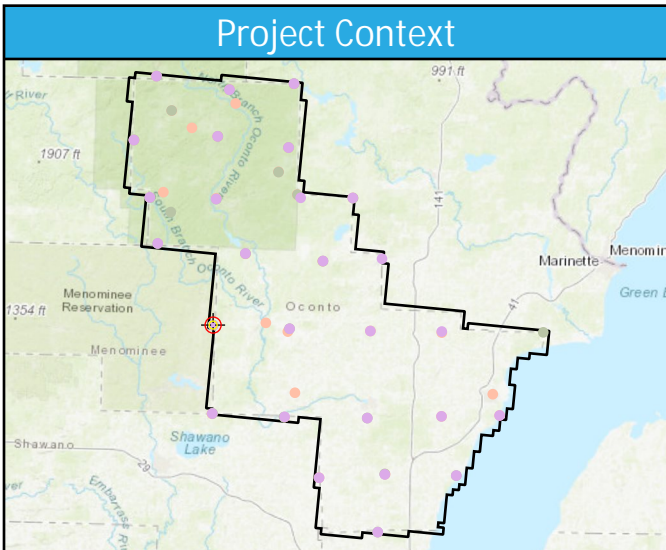 Project Context
North Branch Oconto River
991 ft
River
1907 ft
141
South Branch Oconto River
Marinette
Menomin
Green B
Menominee
Reservation
1354 ft
Oconto
41
Menominee
Shawano
Shawano
Lake
29
Embarrass River
ver